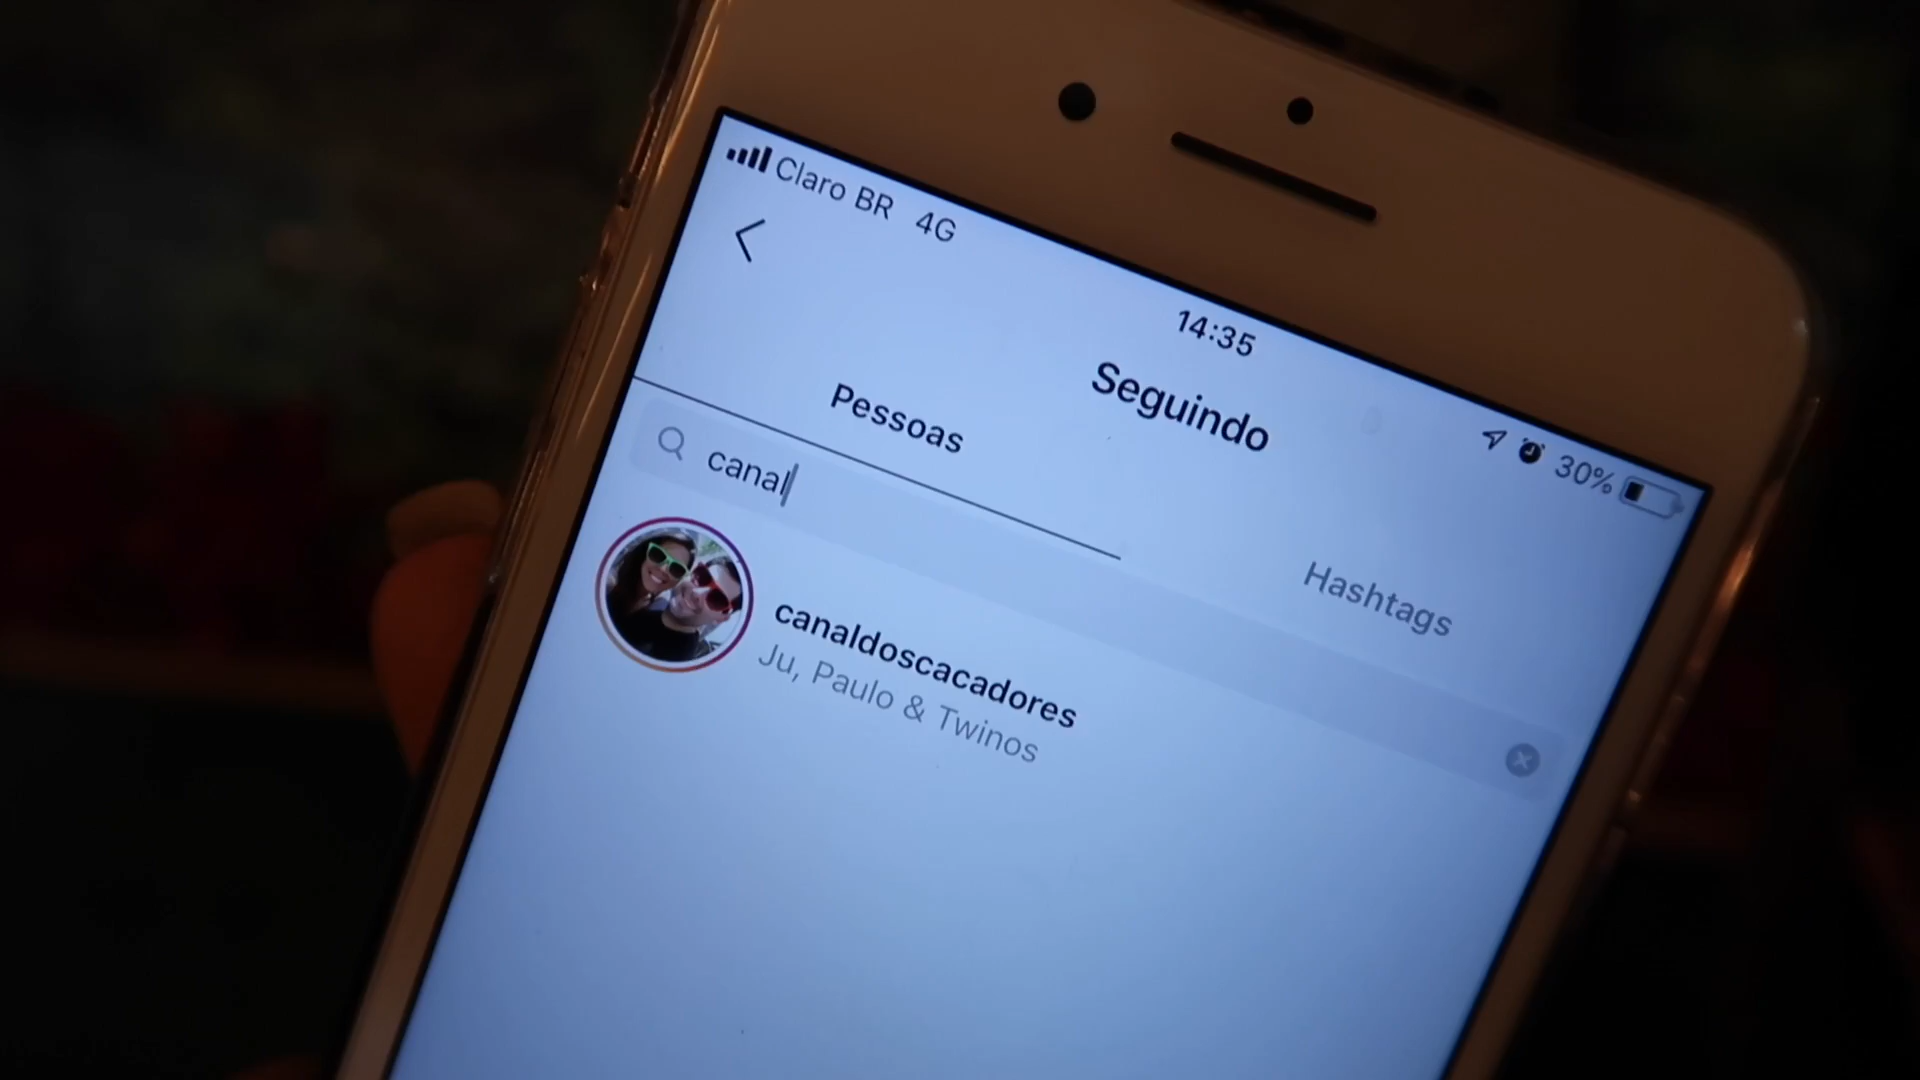 Claro BR 4G
14:35
30%
Seguindo
Pessoas
Hashtags
canal
canaldoscacadores
Ju, Paulo & Twinos